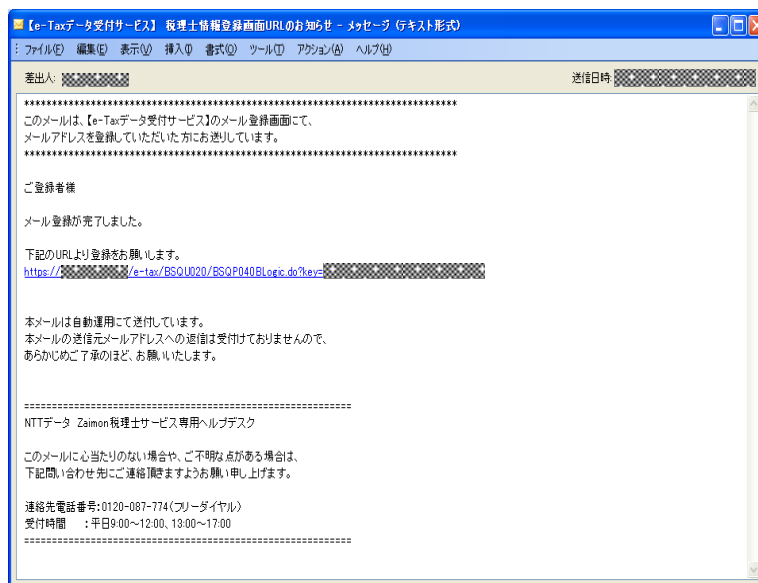 【e-Taxデータ受付サービス】 税理士情報登録画面URLのお知らせ - メッセージ (テキスト形式)
ファイル(F) 編集(E) 表示(V) 挿入(I) 書式(O) ツール(T) アクション(A) ヘルプ(H)
差出人: 送信日時:
**************************************************************************
このメールは、【e-Taxデータ受付サービス】のメール登録画面にて、
メールアドレスを登録していただいた方にお送りしています。
**************************************************************************
ご登録者様
メール登録が完了しました。
下記のURLより登録をお願いします。
https:// /e-tax/BSQU020/BSQP040BLogic.do?key=
本メールは自動運用にて送付しています。
本メールの送信元メールアドレスへの返信は受付けておりませんので、
あらかじめご了承のほど、お願いいたします。
========================================================
NTTデータ Zaimon税理士サービス専用ヘルプデスク
このメールに心当たりのない場合や、ご不明な点がある場合は、
下記問い合わせ先にご連絡頂きますようお願い申し上げます。
連絡先電話番号:0120-087-774(フリーダイヤル)
受付時間 :平日9:00～12:00、13:00～17:00
========================================================